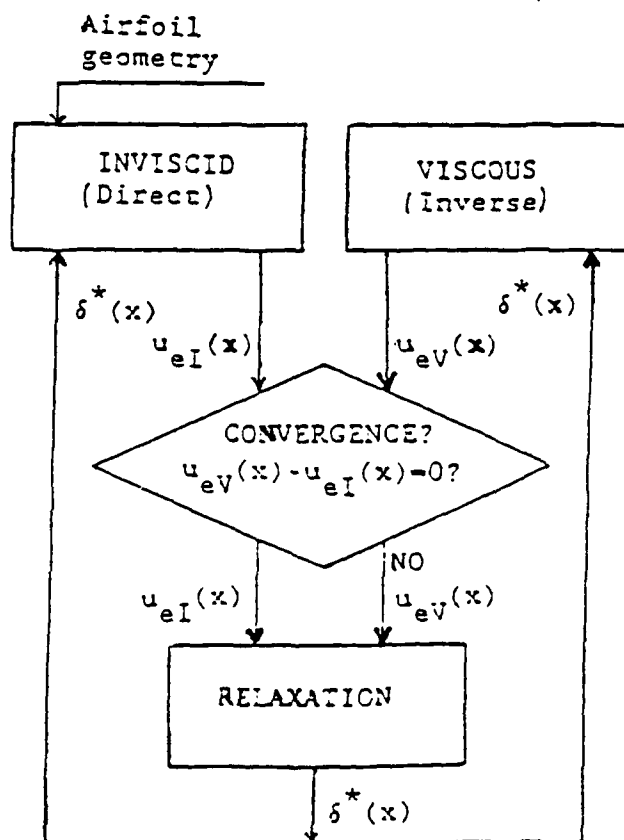 Airfoil
geometry
INVISCID
(Direct)
VISCOUS
(Inverse)
δ*(x)
δ*(x)
u_eI(x)
u_eV(x)
CONVERGENCE?
u_eV(x)-u_eI(x)=0?
NO
u_eI(x)
u_eV(x)
RELAXATION
δ*(x)